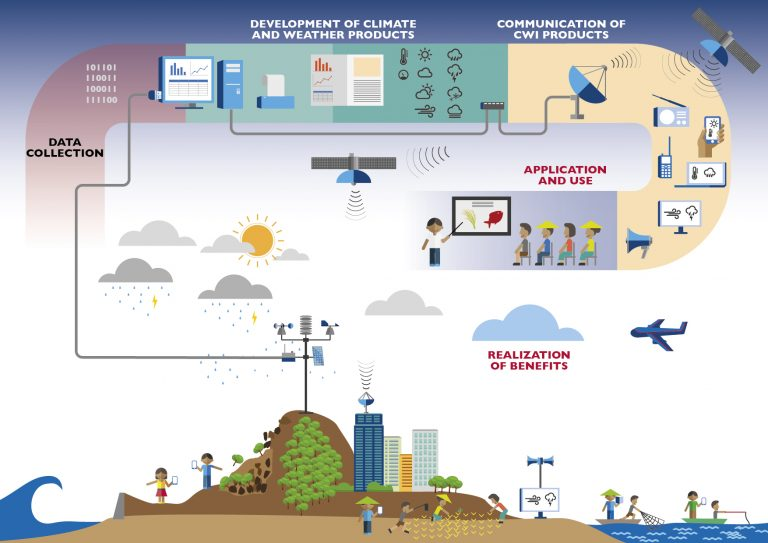 DEVELOPMENT OF CLIMATE
AND WEATHER PRODUCTS
COMMUNICATION OF
CWI PRODUCTS
101101
110011
001100
111100
DATA
COLLECTION
APPLICATION
AND USE
REALIZATION
OF BENEFITS